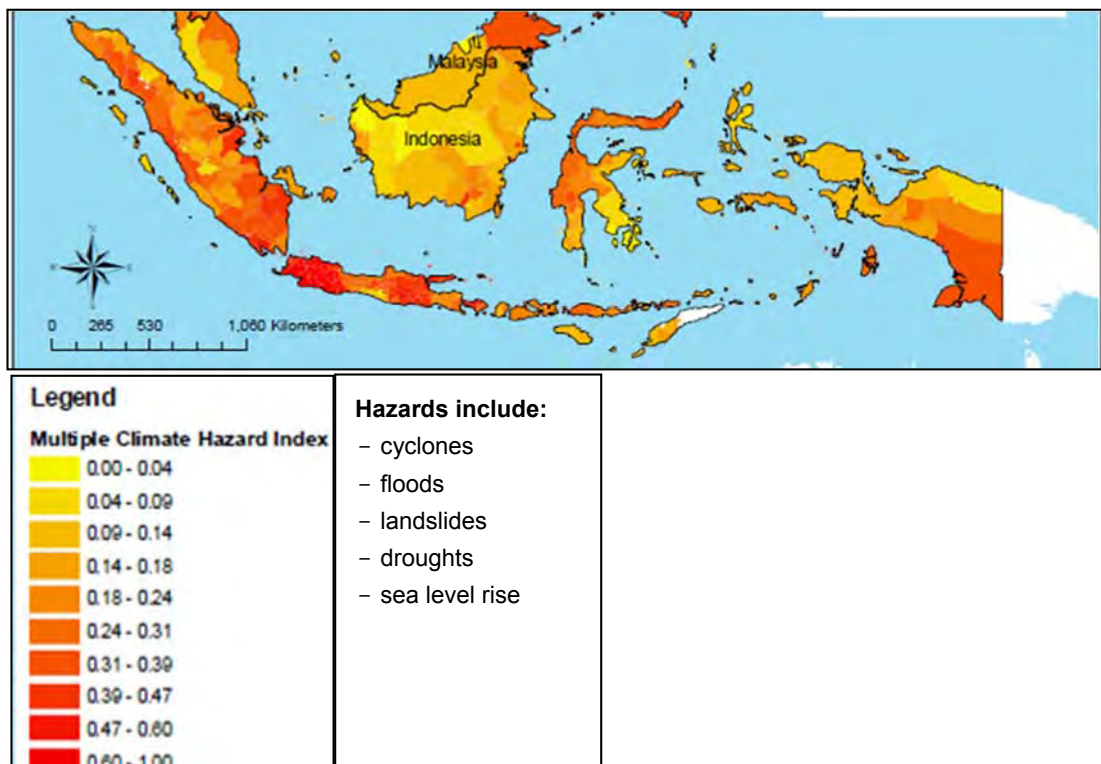 Malaysia
Indonesia
0 265 530 1,060 Kilometers
Legend
Multiple Climate Hazard Index
0.00 - 0.04
0.04 - 0.09
0.09 - 0.14
0.14 - 0.18
0.18 - 0.24
0.24 - 0.31
0.31 - 0.39
0.39 - 0.47
0.47 - 0.60
0.60 - 1.00
Hazards include:
- cyclones
- floods
- landslides
- droughts
- sea level rise